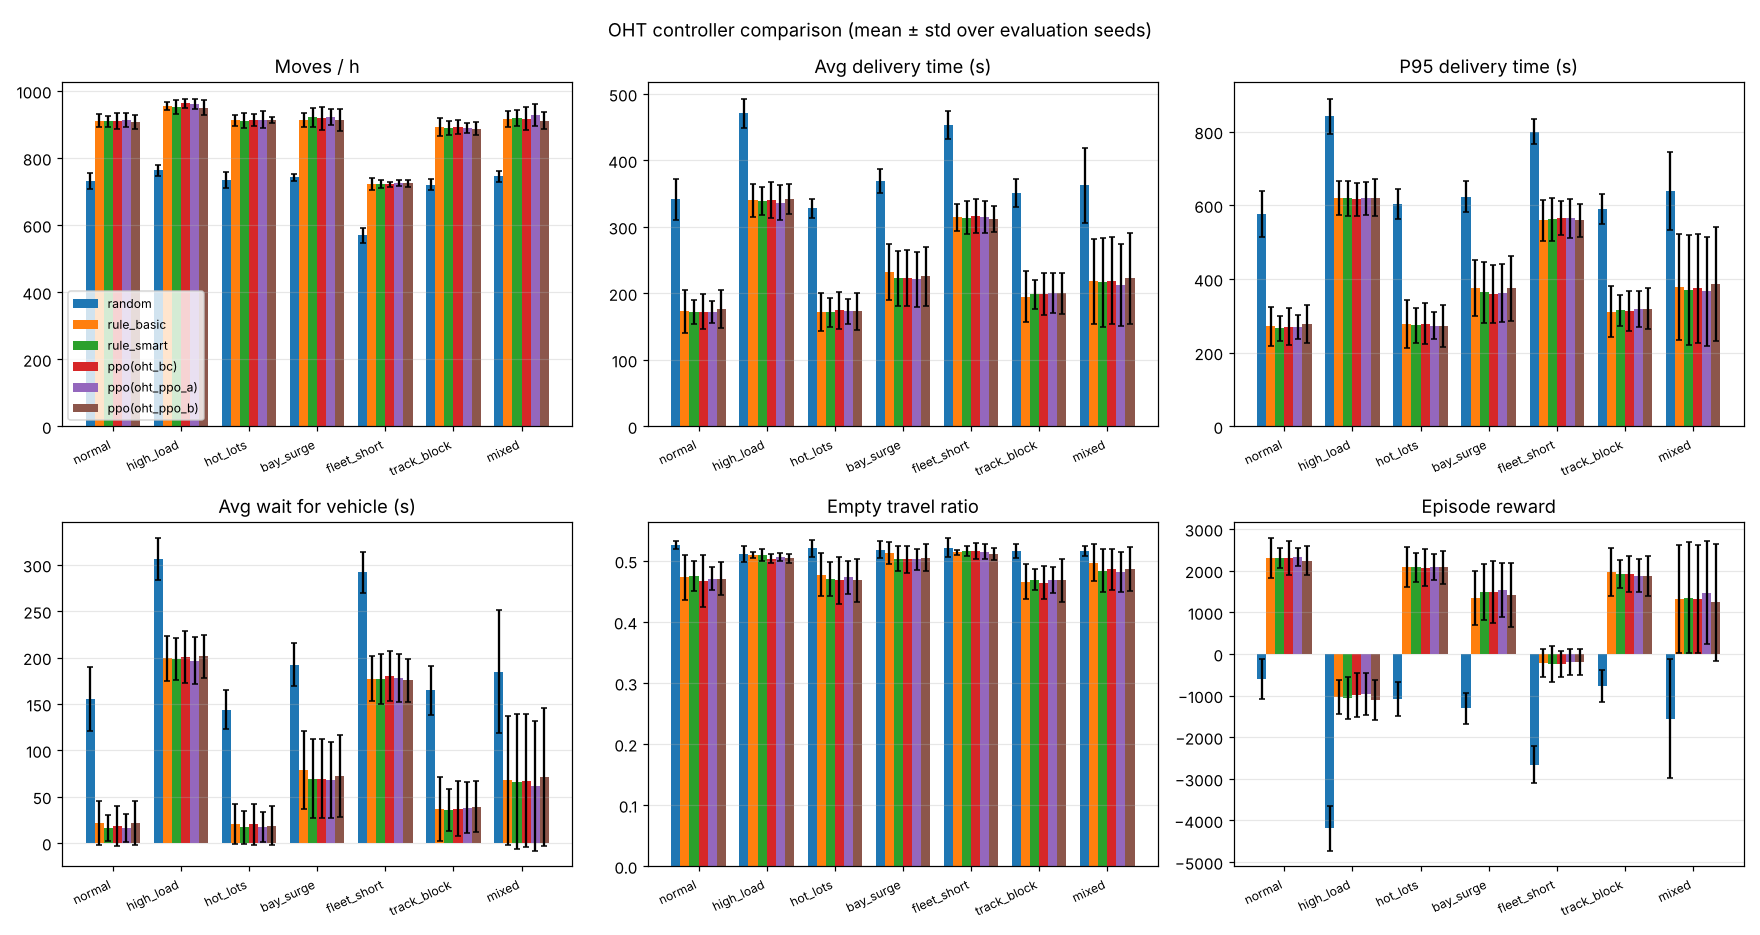 OHT controller comparison (mean ± std over evaluation seeds)
Moves / h
1000
800
600
400
200
0
random
rule_basic
rule_smart
ppo(oht_bc)
ppo(oht_ppo_a)
ppo(oht_ppo_b)
normal
high_load
hot_lots
bay_surge
fleet_short
track_block
mixed
Avg delivery time (s)
500
400
300
200
100
0
normal
high_load
hot_lots
bay_surge
fleet_short
track_block
mixed
P95 delivery time (s)
800
600
400
200
0
normal
high_load
hot_lots
bay_surge
fleet_short
track_block
mixed
Avg wait for vehicle (s)
300
250
200
150
100
50
0
normal
high_load
hot_lots
bay_surge
fleet_short
track_block
mixed
Empty travel ratio
0.5
0.4
0.3
0.2
0.1
0.0
normal
high_load
hot_lots
bay_surge
fleet_short
track_block
mixed
Episode reward
3000
2000
1000
0
−1000
−2000
−3000
−4000
−5000
normal
high_load
hot_lots
bay_surge
fleet_short
track_block
mixed